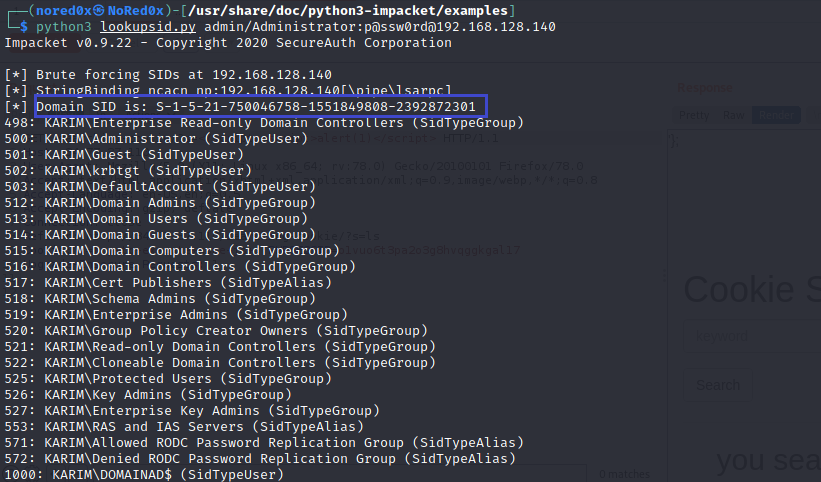 ┌──(nored0x㉿NoRed0x)-[/usr/share/doc/python3-impacket/examples]
└─$ python3 lookupsid.py admin/Administrator:p@ssw0rd@192.168.128.140
Impacket v0.9.22 - Copyright 2020 SecureAuth Corporation
[*] Brute forcing SIDs at 192.168.128.140
[*] StringBinding ncacn_np:192.168.128.140[\pipe\lsarpc]
[*] Domain SID is: S-1-5-21-750046758-1551849808-2392872301
498: KARIM\Enterprise Read-only Domain Controllers (SidTypeGroup)
500: KARIM\Administrator (SidTypeUser)
501: KARIM\Guest (SidTypeUser)
502: KARIM\krbtgt (SidTypeUser)
503: KARIM\DefaultAccount (SidTypeUser)
512: KARIM\Domain Admins (SidTypeGroup)
513: KARIM\Domain Users (SidTypeGroup)
514: KARIM\Domain Guests (SidTypeGroup)
515: KARIM\Domain Computers (SidTypeGroup)
516: KARIM\Domain Controllers (SidTypeGroup)
517: KARIM\Cert Publishers (SidTypeAlias)
518: KARIM\Schema Admins (SidTypeGroup)
519: KARIM\Enterprise Admins (SidTypeGroup)
520: KARIM\Group Policy Creator Owners (SidTypeGroup)
521: KARIM\Read-only Domain Controllers (SidTypeGroup)
522: KARIM\Cloneable Domain Controllers (SidTypeGroup)
525: KARIM\Protected Users (SidTypeGroup)
526: KARIM\Key Admins (SidTypeGroup)
527: KARIM\Enterprise Key Admins (SidTypeGroup)
553: KARIM\RAS and IAS Servers (SidTypeAlias)
571: KARIM\Allowed RODC Password Replication Group (SidTypeAlias)
572: KARIM\Denied RODC Password Replication Group (SidTypeAlias)
1000: KARIM\DOMAINAD$ (SidTypeUser)
Response
Pretty Raw Render
Cookie S
keyword
Search
you sea
0 matches